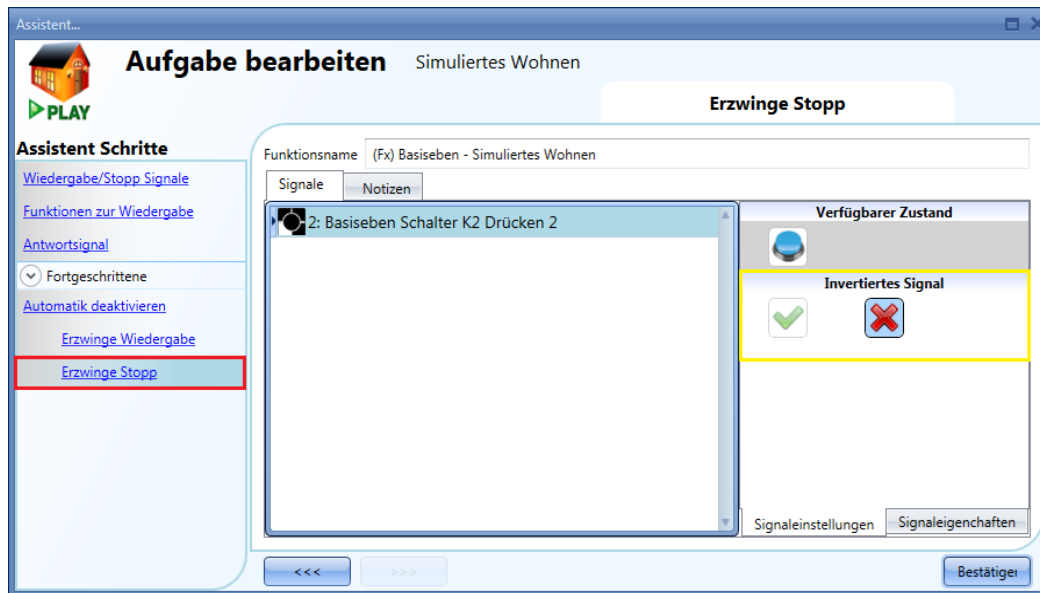 Assistent...
Aufgabe bearbeiten Simuliertes Wohnen
PLAY
Erzwinge Stopp
Assistent Schritte
Wiedergabe/Stopp Signale
Funktionen zur Wiedergabe
Antwortsignal
Fortgeschrittene
Automatik deaktivieren
Erzwinge Wiedergabe
Erzwinge Stopp
Funktionsname (Fx) Basiseben - Simuliertes Wohnen
Signale Notizen
2: Basiseben Schalter K2 Drücken 2
Verfügbarer Zustand
Invertiertes Signal
Signaleinstellungen Signaleigenchaften
<<< >>>
Bestätiger